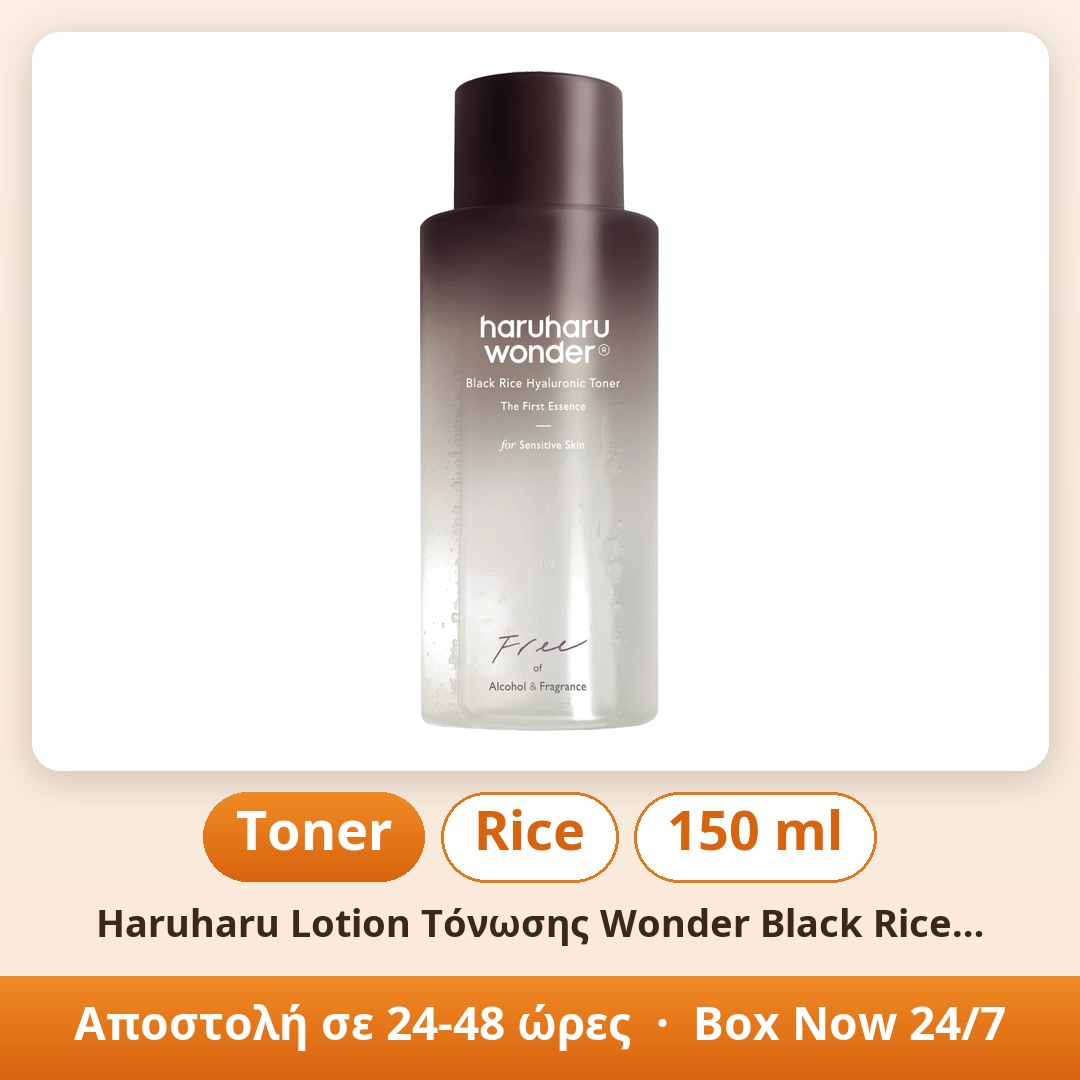 haruharu
wonder®
Black Rice Hyaluronic Toner
The First Essence
for Sensitive Skin
Free
of
Alcohol & Fragrance
Toner Rice 150 ml
Haruharu Lotion Τόνωσης Wonder Black Rice...
Αποστολή σε 24-48 ώρες · Box Now 24/7